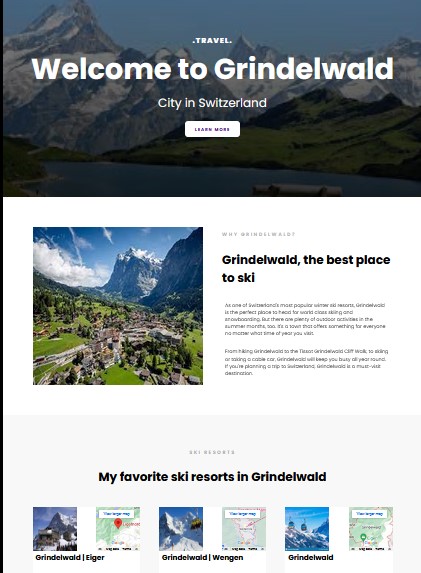 .TRAVEL.
Welcome to Grindelwald
City in Switzerland
LEARN MORE
WHY GRINDELWALD?
Grindelwald, the best place
to ski
As one of Switzerland's most popular winter ski resorts, Grindelwald
is the perfect place to head for world class skiing and
snowboarding. But there are plenty of outdoor activities in the
summer months, too. It's a town that offers something for everyone
no matter what time of year you visit.
From hiking Grindelwald to the Tissot Grindelwald Cliff Walk, to skiing
or taking a cable car, Grindelwald will keep you busy all year round.
If you're planning a trip to Switzerland, Grindelwald is a must-visit
destination.
SKI RESORTS
My favorite ski resorts in Grindelwald
View larger map
View larger map
View larger map
Grindelwald | Eiger
Grindelwald | Wengen
Grindelwald